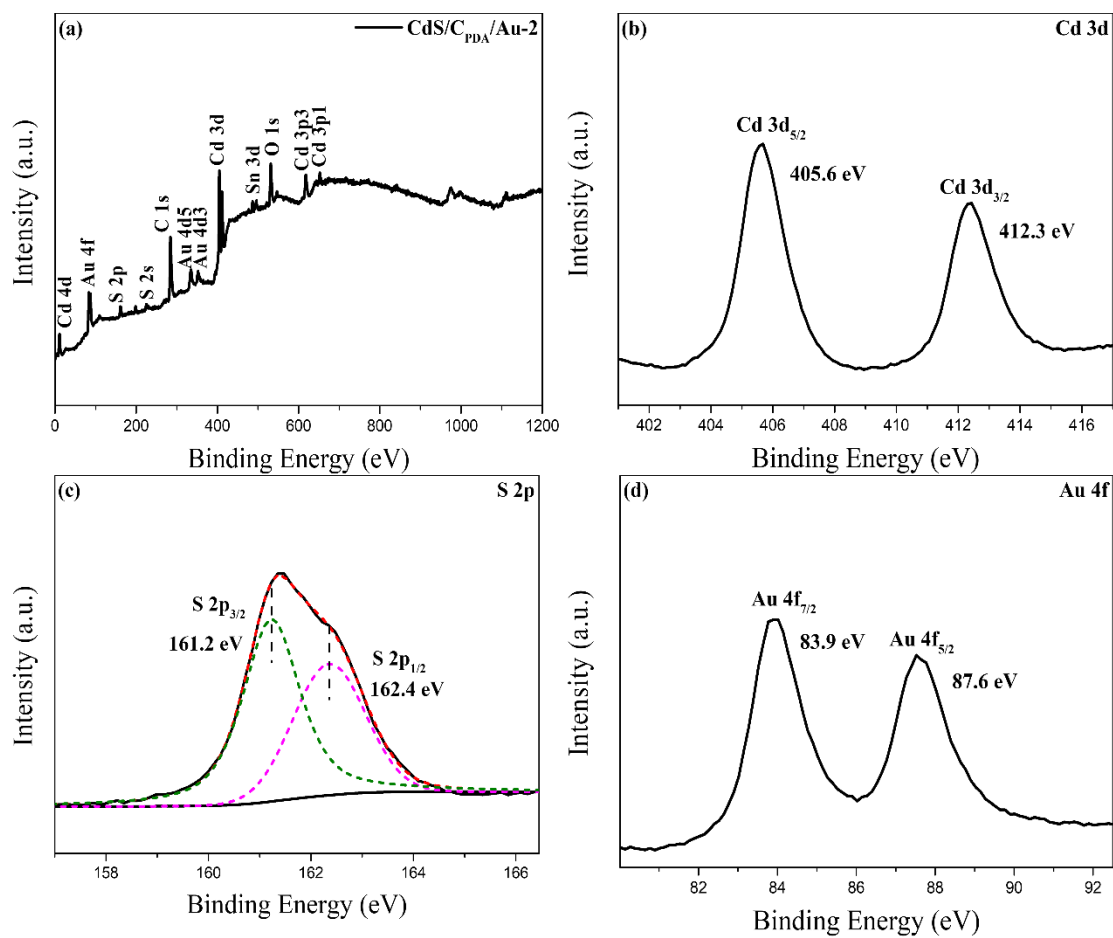 (a)
CdS/C_PDA/Au-2
Cd 4d
Au 4f
S 2p
S 2s
C 1s
Au 4d5
Au 4d3
Cd 3d
Sn 3d
O 1s
Cd 3p3
Cd 3p1
Intensity (a.u.)
0 200 400 600 800 1000 1200
Binding Energy (eV)
(b)
Cd 3d
Cd 3d5/2
405.6 eV
Cd 3d3/2
412.3 eV
Intensity (a.u.)
402 404 406 408 410 412 414 416
Binding Energy (eV)
(c)
S 2p
S 2p3/2
161.2 eV
S 2p1/2
162.4 eV
Intensity (a.u.)
158 160 162 164 166
Binding Energy (eV)
(d)
Au 4f
Au 4f7/2
83.9 eV
Au 4f5/2
87.6 eV
Intensity (a.u.)
82 84 86 88 90 92
Binding Energy (eV)